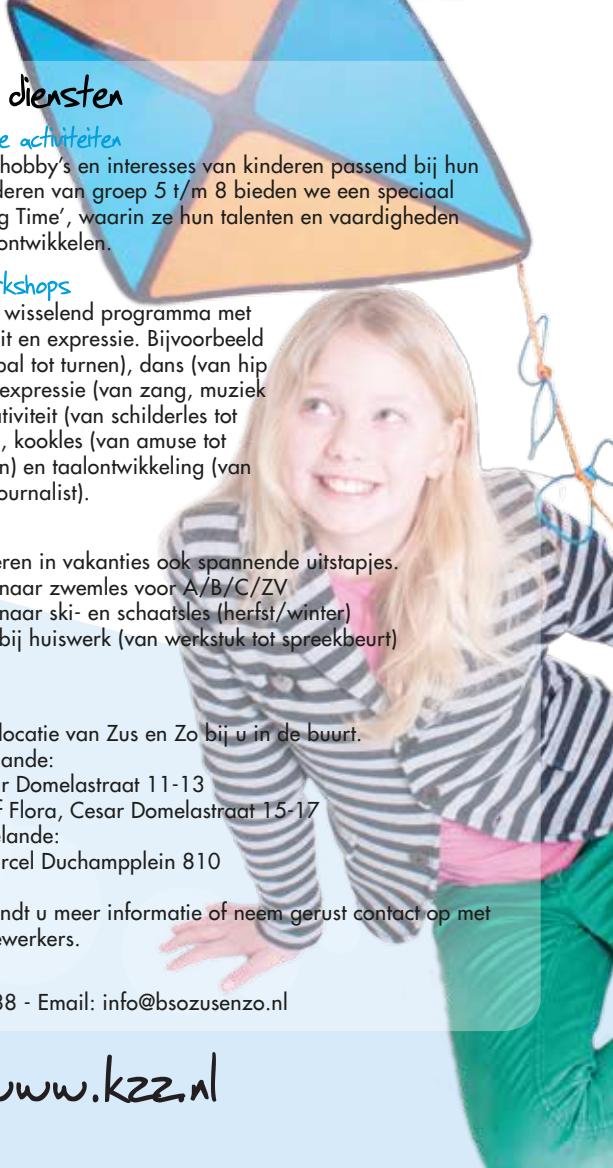 diensten
e activiteiten
hobby's en interesses van kinderen passend bij hun
deren van groep 5 t/m 8 bieden we een speciaal
g Time', waarin ze hun talenten en vaardigheden
ontwikkelen.
rkshops
wisselend programma met
it en expressie. Bijvoorbeeld
bal tot turnen), dans (van hip
expressie (van zang, muziek
tiviteit (van schilderles tot
, kookles (van amuse tot
n) en taalontwikkeling (van
ournalist).
eren in vakanties ook spannende uitstapjes.
naar zwemles voor A/B/C/ZV
naar ski- en schaatsles (herfst/winter)
bij huiswerk (van werkstuk tot spreekbeurt)
locatie van Zus en Zo bij u in de buurt.
ande:
r Domelastraat 11-13
f Flora, Cesar Domelastraat 15-17
elande:
rcel Duchampplein 810
ndt u meer informatie of neem gerust contact op met
ewerkers.
38 - Email: info@bsozusenzo.nl
www.kzz.nl